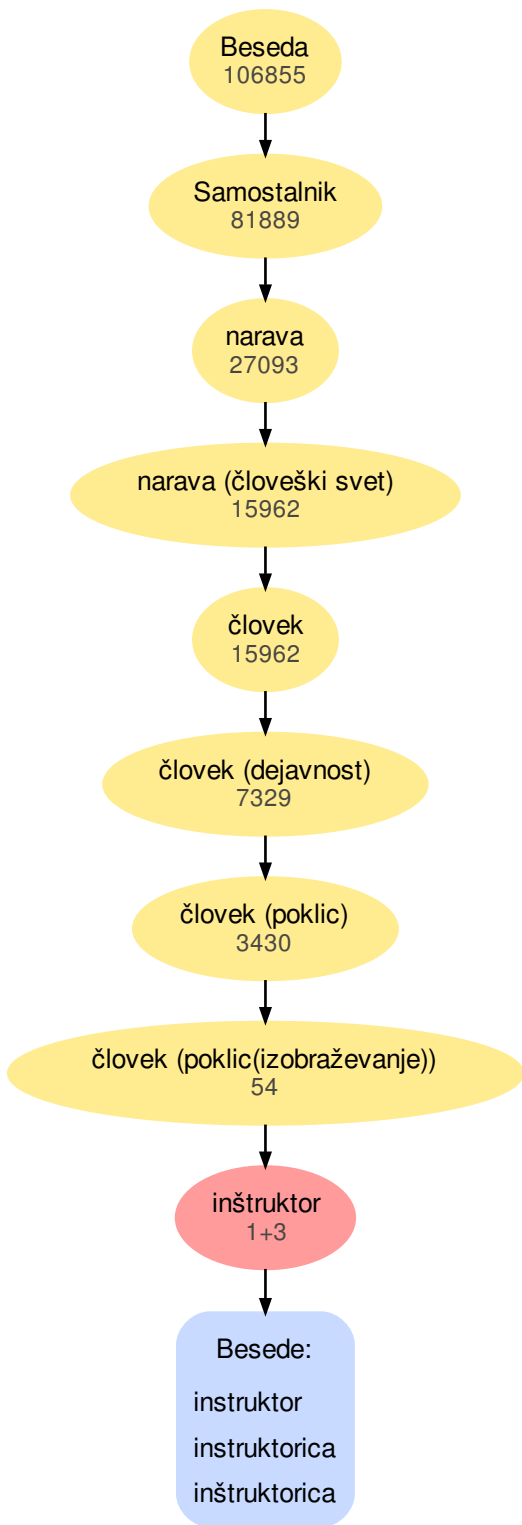 Beseda
106855
Samostalnik
81889
narava
27093
narava (človeški svet)
15962
človek
15962
človek (dejavnost)
7329
človek (poklic)
3430
človek (poklic(izobraževanje))
54
inštruktor
1+3
Besede:
instruktor
instruktorica
inštruktorica